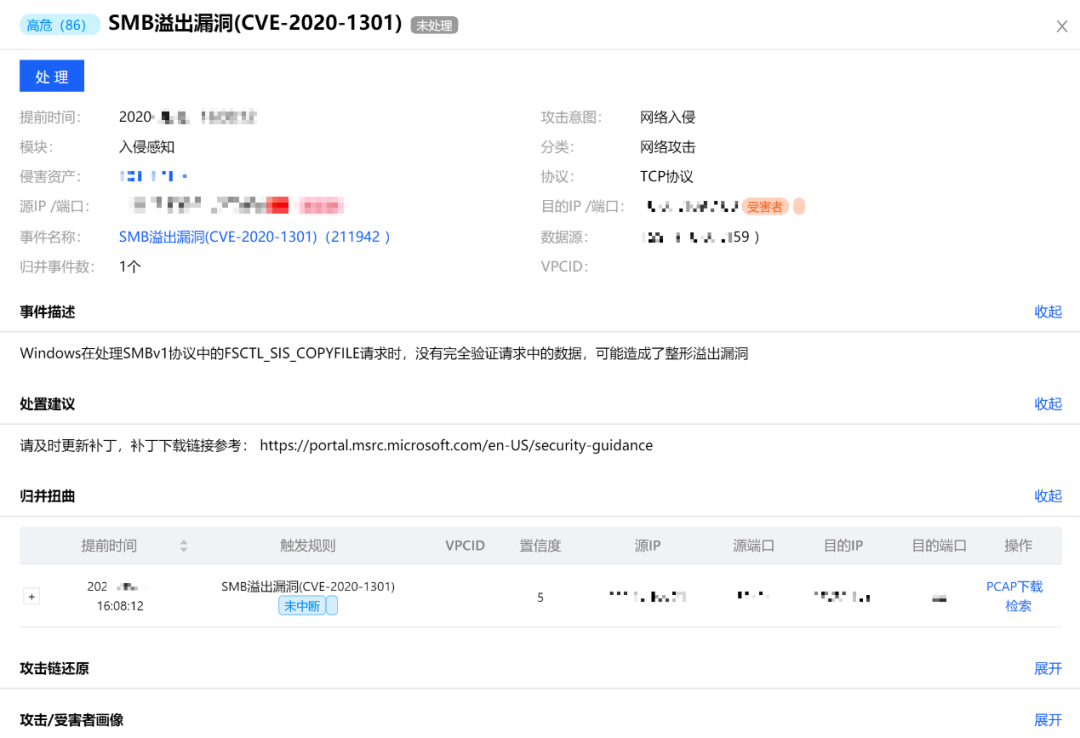 高危（86） SMB溢出漏洞(CVE-2020-1301) 未处理
处 理
提前时间： 2020- 攻击意图： 网络入侵
模块： 入侵感知 分类： 网络攻击
侵害资产： 协议： TCP协议
源IP /端口： 目的IP /端口： 受害者
事件名称： SMB溢出漏洞(CVE-2020-1301)（211942 ） 数据源： 59 ）
归并事件数： 1个 VPCID：
事件描述 收起
Windows在处理SMBv1协议中的FSCTL_SIS_COPYFILE请求时，没有完全验证请求中的数据，可能造成了整形溢出漏洞
处置建议 收起
请及时更新补丁，补丁下载链接参考： https://portal.msrc.microsoft.com/en-US/security-guidance
归并扭曲 收起
提前时间 触发规则 VPCID 置信度 源IP 源端口 目的IP 目的端口 操作
202 SMB溢出漏洞(CVE-2020-1301) PCAP下载
+ 16:08:12 未中断 5 检索
攻击链还原 展开
攻击/受害者画像 展开